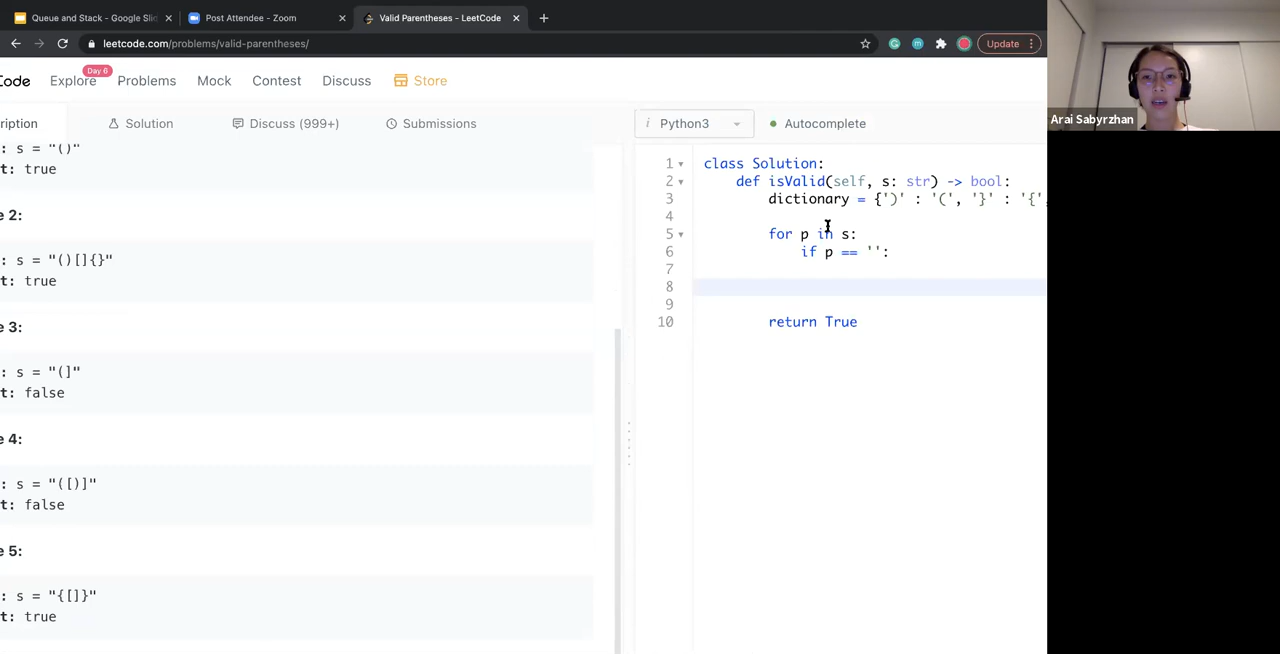 Queue and Stack - Google Slid
Post Attendee - Zoom
Valid Parentheses - LeetCode
leetcode.com/problems/valid-parentheses/
Update
Code
Explore
Day 6
Problems
Mock
Contest
Discuss
Store
ription
Solution
Discuss (999+)
Submissions
i Python3
Autocomplete
: s = "()"
t: true
e 2:
: s = "()[]{}"
t: true
e 3:
: s = "(]"
t: false
e 4:
: s = "([)]"
t: false
e 5:
: s = "{[]}"
t: true
1 class Solution:
2 def isValid(self, s: str) -> bool:
3 dictionary = {')' : '(', '}' : '{',
4
5 for p in s:
6 if p == '':
7
8
9
10 return True
Arai Sabyrzhan